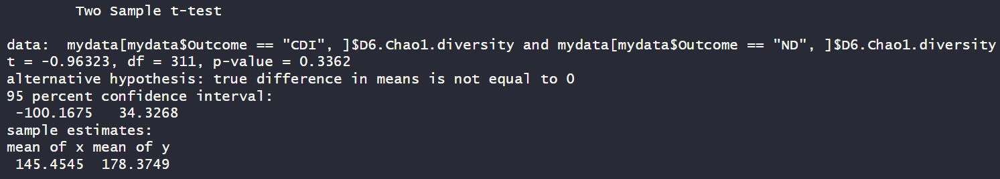 Two Sample t-test
data:  mydata[mydata$Outcome == "CDI", ]$D6.Chao1.diversity and mydata[mydata$Outcome == "ND", ]$D6.Chao1.diversity
t = -0.96323, df = 311, p-value = 0.3362
alternative hypothesis: true difference in means is not equal to 0
95 percent confidence interval:
 -100.1675   34.3268
sample estimates:
mean of x mean of y
 145.4545  178.3749